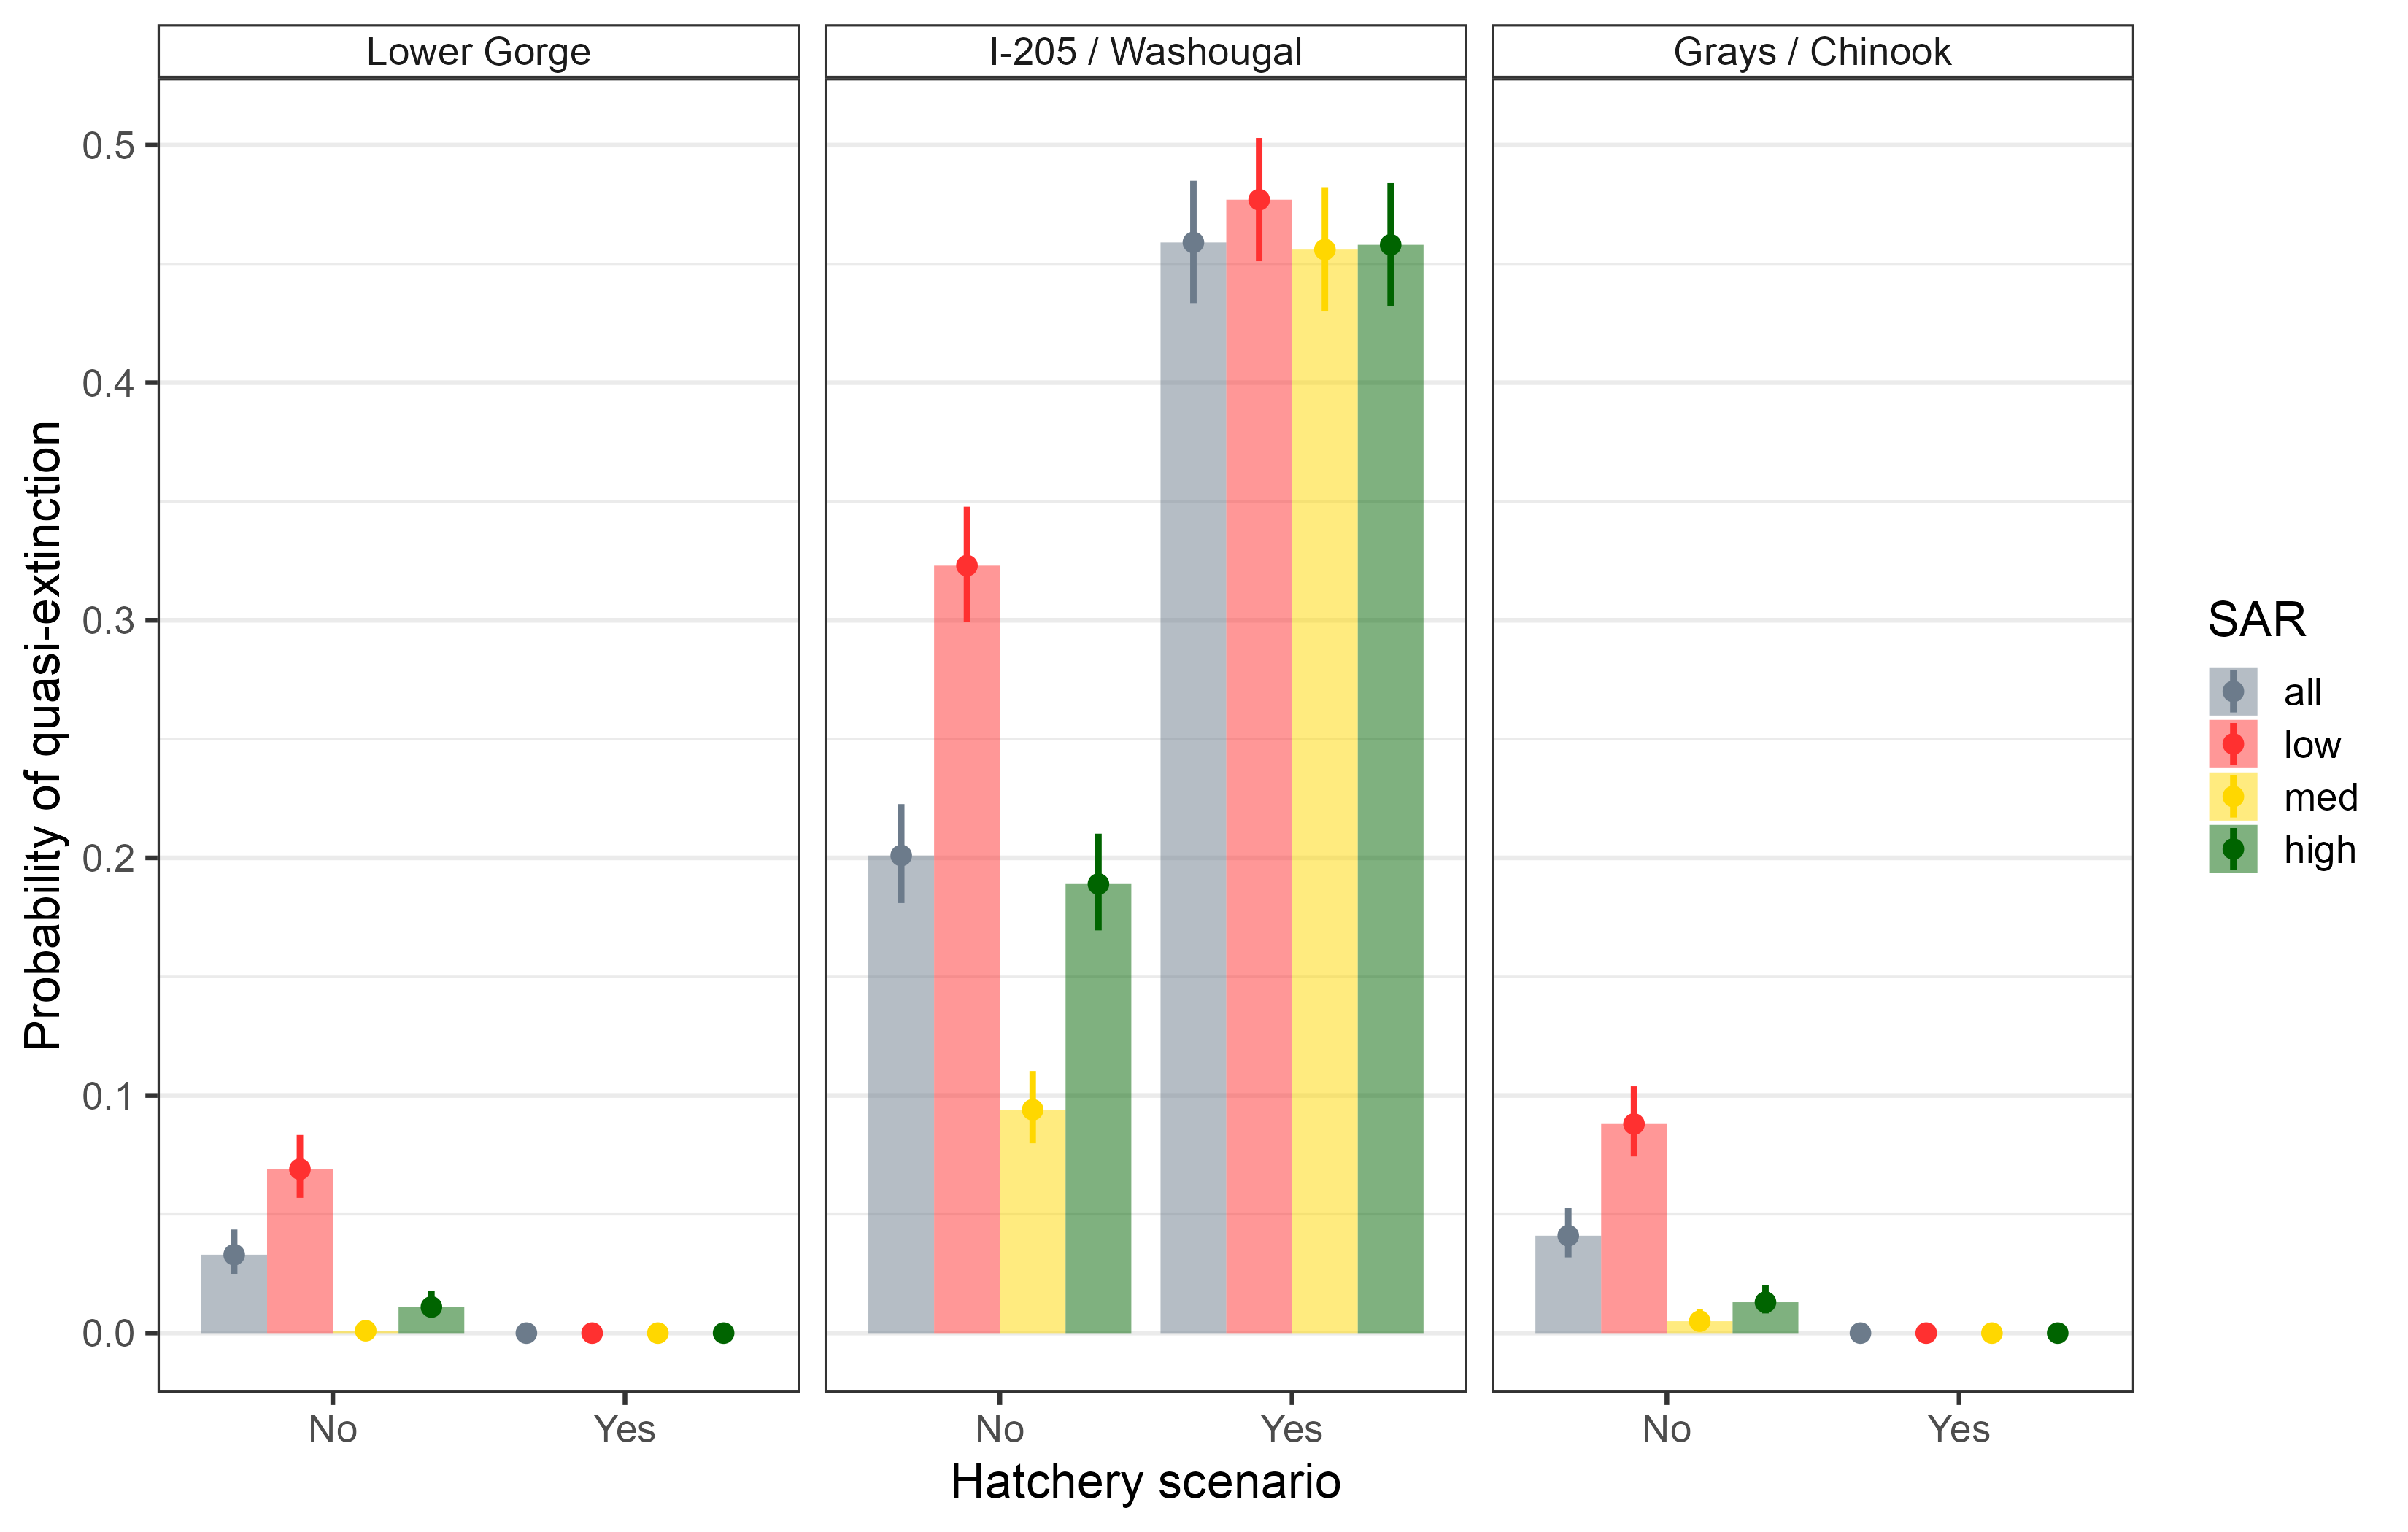 Lower Gorge
I-205 / Washougal
Grays / Chinook
Probability of quasi-extinction
0.5
0.4
0.3
0.2
0.1
0.0
No
Yes
No
Yes
No
Yes
Hatchery scenario
SAR
all
low
med
high